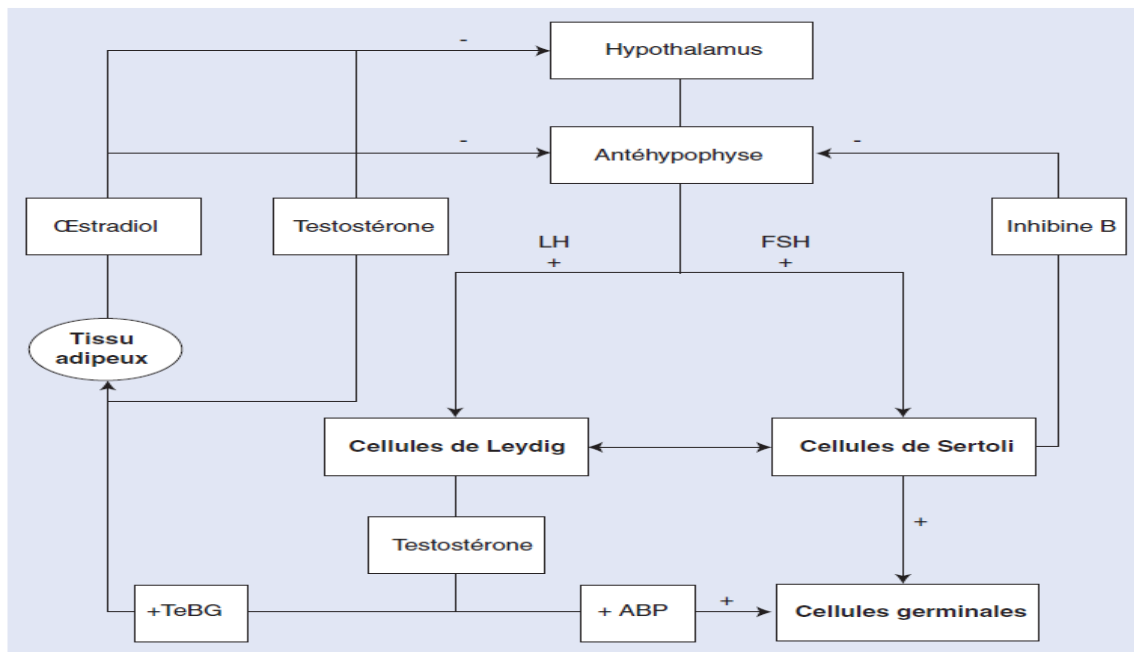 -
Hypothalamus
-
Antéhypophyse
-
Œstradiol
Testostérone
Inhibine B
LH
+
FSH
+
Tissu
adipeux
Cellules de Leydig
Cellules de Sertoli
+
Testostérone
+TeBG
+ ABP
+
Cellules germinales